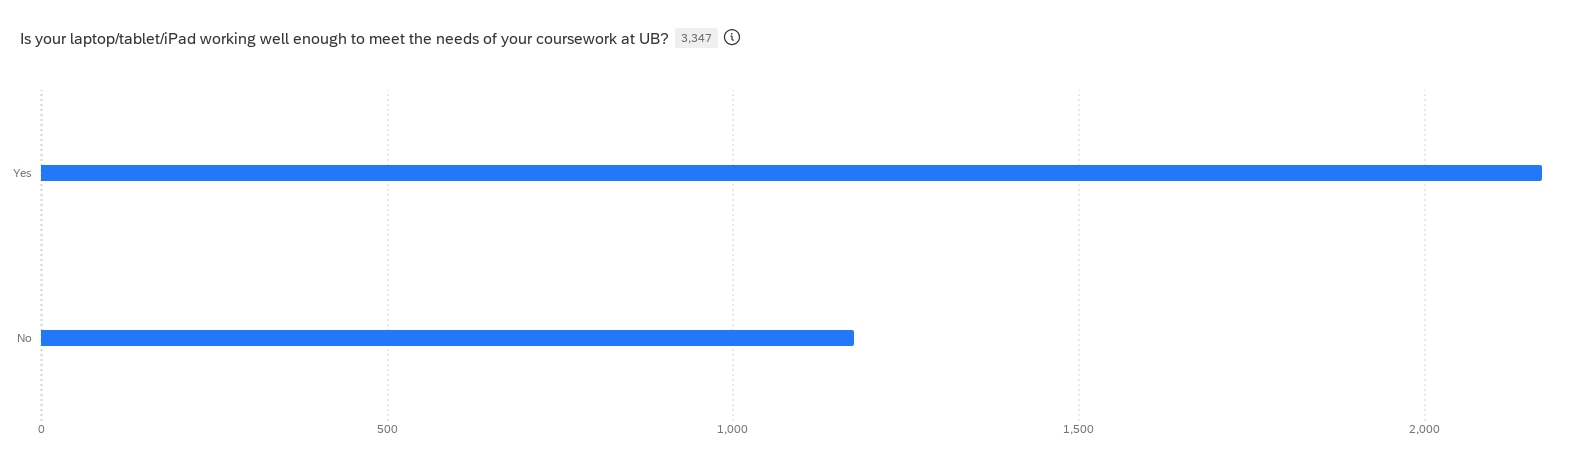 Is your laptop/tablet/iPad working well enough to meet the needs of your coursework at UB? 3,347
Yes
No
0 500 1,000 1,500 2,000